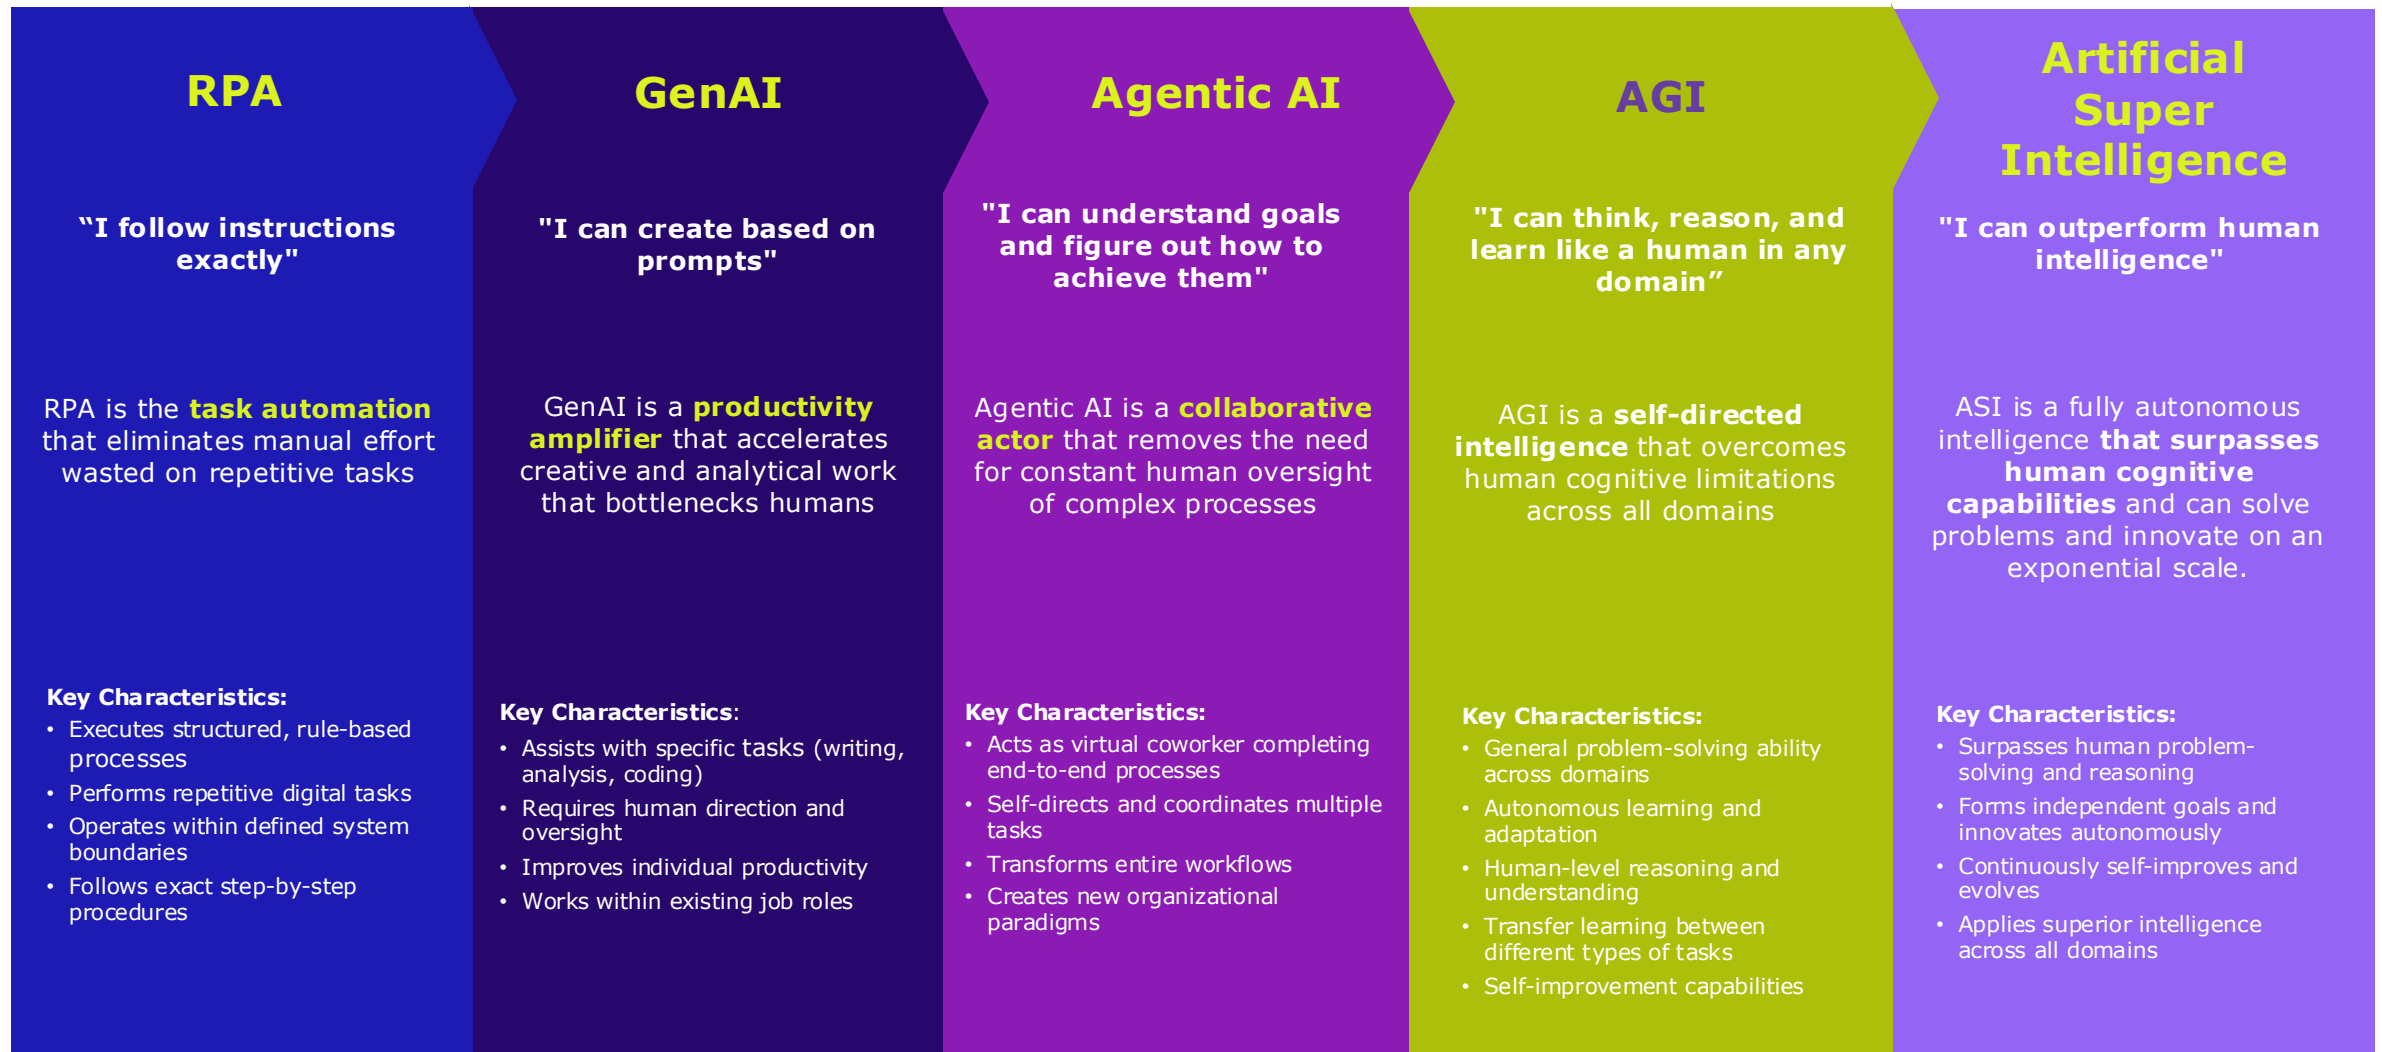 RPA
“I follow instructions
exactly"
RPA is the task automation
that eliminates manual effort
wasted on repetitive tasks
Key Characteristics:
• Executes structured, rule-based
processes
• Performs repetitive digital tasks
• Operates within defined system
boundaries
• Follows exact step-by-step
procedures
GenAI
"I can create based on
prompts"
GenAI is a productivity
amplifier that accelerates
creative and analytical work
that bottlenecks humans
Key Characteristics:
• Assists with specific tasks (writing,
analysis, coding)
• Requires human direction and
oversight
• Improves individual productivity
• Works within existing job roles
Agentic AI
"I can understand goals
and figure out how to
achieve them"
Agentic AI is a collaborative
actor that removes the need
for constant human oversight
of complex processes
Key Characteristics:
• Acts as virtual coworker completing
end-to-end processes
• Self-directs and coordinates multiple
tasks
• Transforms entire workflows
• Creates new organizational
paradigms
AGI
"I can think, reason, and
learn like a human in any
domain”
AGI is a self-directed
intelligence that overcomes
human cognitive limitations
across all domains
Key Characteristics:
• General problem-solving ability
across domains
• Autonomous learning and
adaptation
• Human-level reasoning and
understanding
• Transfer learning between
different types of tasks
• Self-improvement capabilities
Artificial
Super
Intelligence
"I can outperform human
intelligence"
ASI is a fully autonomous
intelligence that surpasses
human cognitive
capabilities and can solve
problems and innovate on an
exponential scale.
Key Characteristics:
• Surpasses human problem-
solving and reasoning
• Forms independent goals and
innovates autonomously
• Continuously self-improves and
evolves
• Applies superior intelligence
across all domains